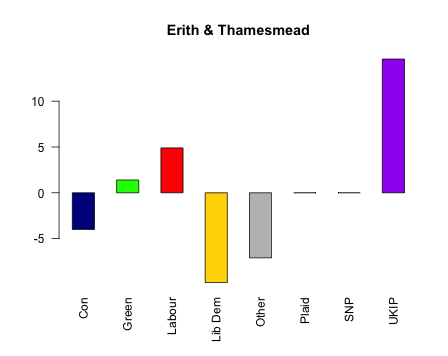 Erith & Thamesmead
10
5
0
-5
Con
Green
Labour
Lib Dem
Other
Plaid
SNP
UKIP